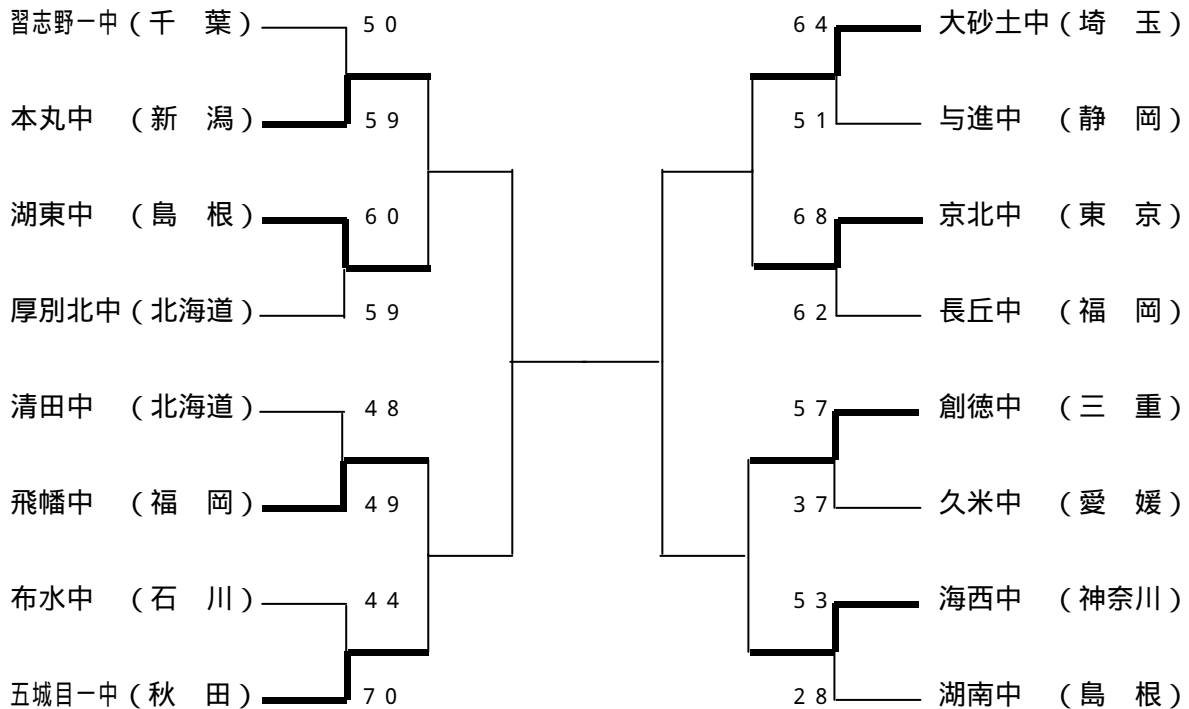 習志野一中（千　葉） 50 64 大砂土中（埼　玉）
本丸中　（新　潟） 59 51 与進中　（静　岡）
湖東中　（島　根） 60 68 京北中　（東　京）
厚別北中（北海道） 59 62 長丘中　（福　岡）
清田中　（北海道） 48 57 創徳中　（三　重）
飛幡中　（福　岡） 49 37 久米中　（愛　媛）
布水中　（石　川） 44 53 海西中　（神奈川）
五城目一中（秋　田） 70 28 湖南中　（島　根）